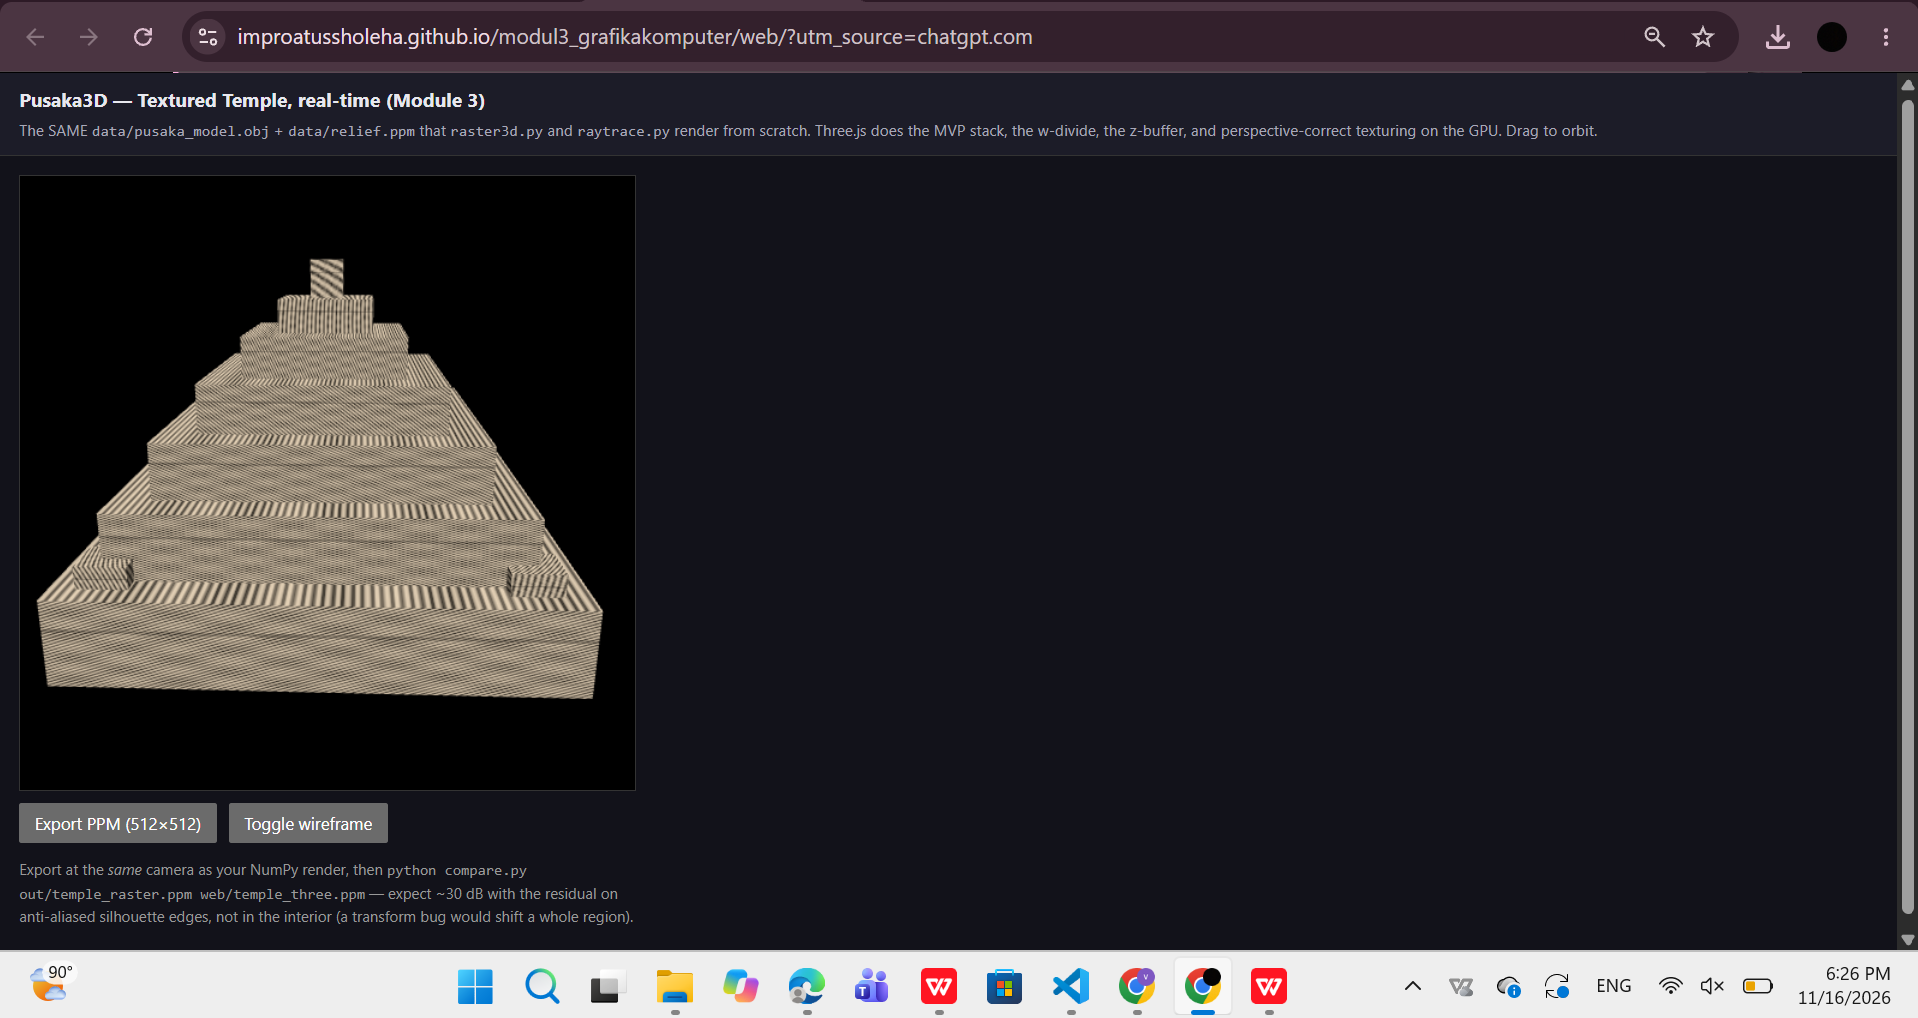 improatussholeha.github.io/modul3_grafikakomputer/web/?utm_source=chatgpt.com
Pusaka3D — Textured Temple, real-time (Module 3)
The SAME data/pusaka_model.obj + data/relief.ppm that raster3d.py and raytrace.py render from scratch. Three.js does the MVP stack, the w-divide, the z-buffer, and perspective-correct texturing on the GPU. Drag to orbit.
Export PPM (512×512)
Toggle wireframe
Export at the same camera as your NumPy render, then python compare.py
out/temple_raster.ppm web/temple_three.ppm — expect ~30 dB with the residual on
anti-aliased silhouette edges, not in the interior (a transform bug would shift a whole region).
90°
ENG
6:26 PM
11/16/2026